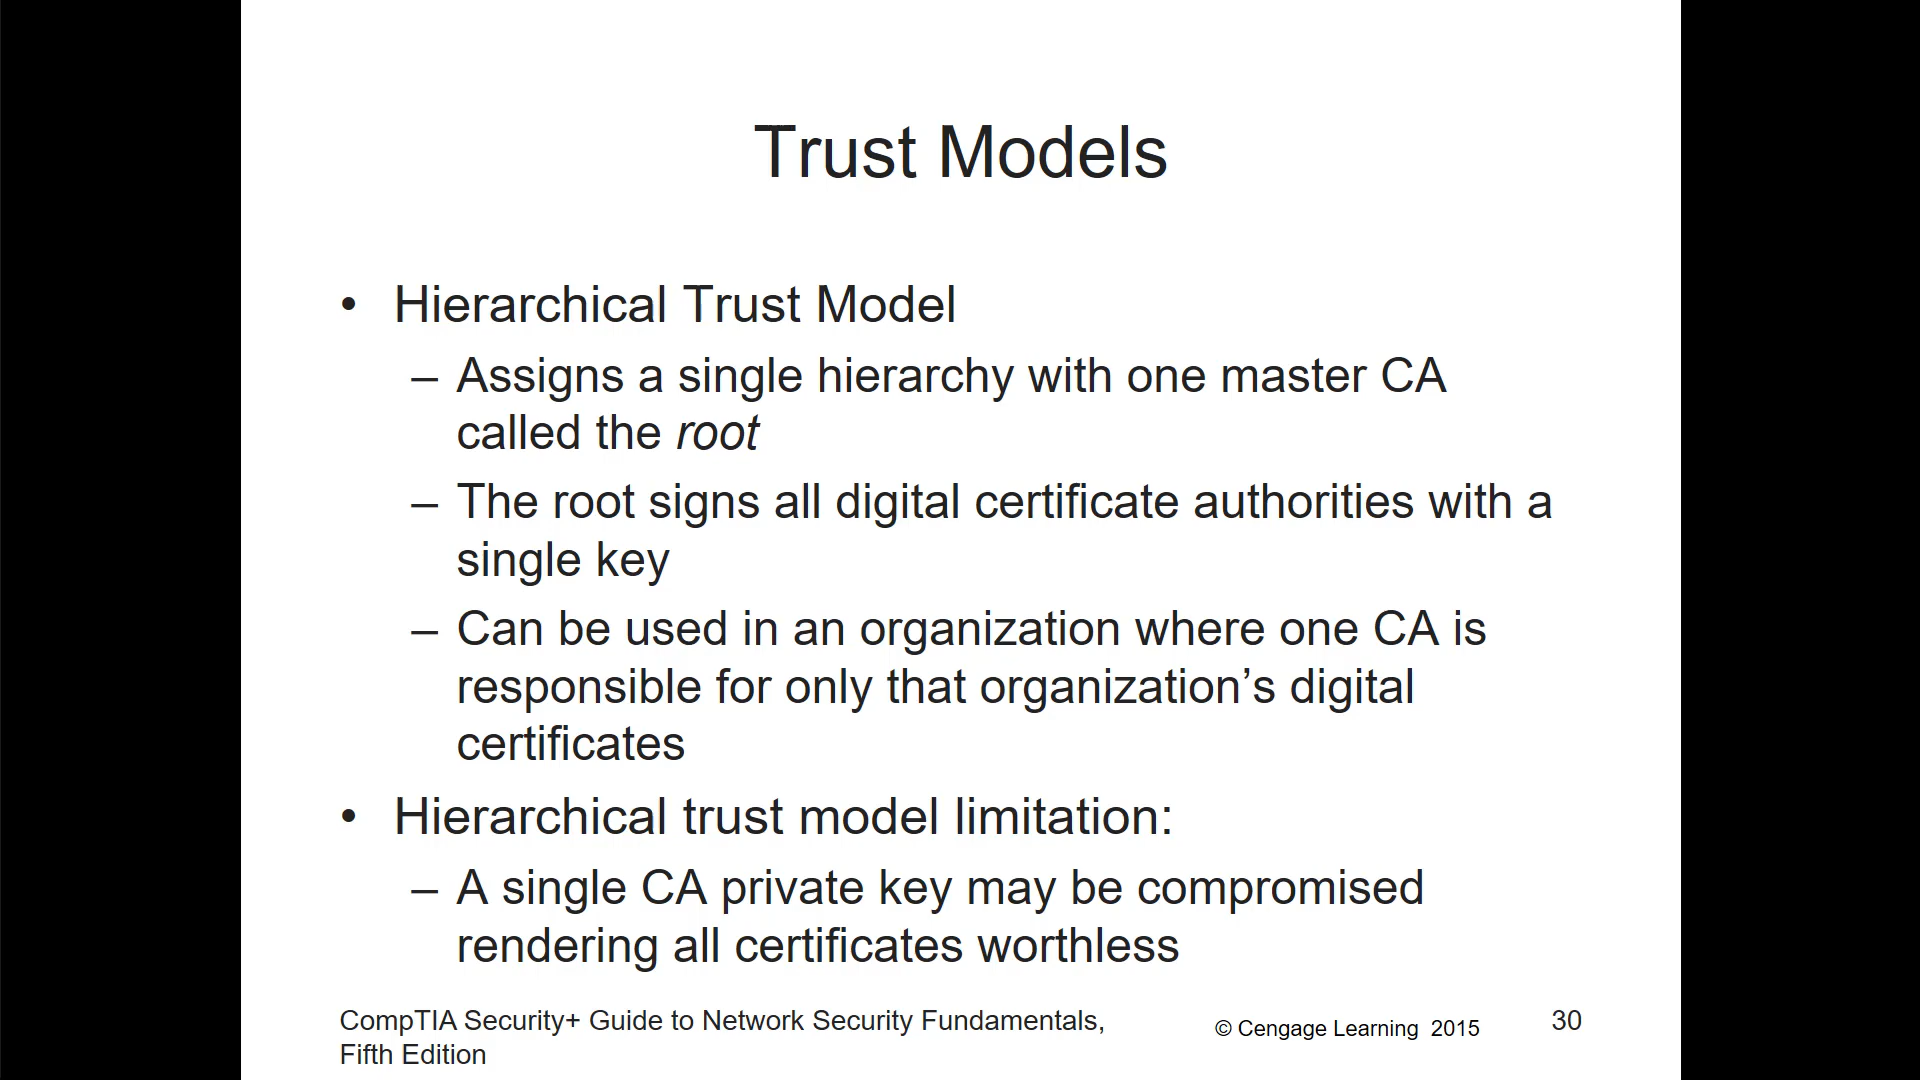 Trust Models
• Hierarchical Trust Model
– Assigns a single hierarchy with one master CA
called the root
– The root signs all digital certificate authorities with a
single key
– Can be used in an organization where one CA is
responsible for only that organization’s digital
certificates
• Hierarchical trust model limitation:
– A single CA private key may be compromised
rendering all certificates worthless
CompTIA Security+ Guide to Network Security Fundamentals,
Fifth Edition
© Cengage Learning 2015
30